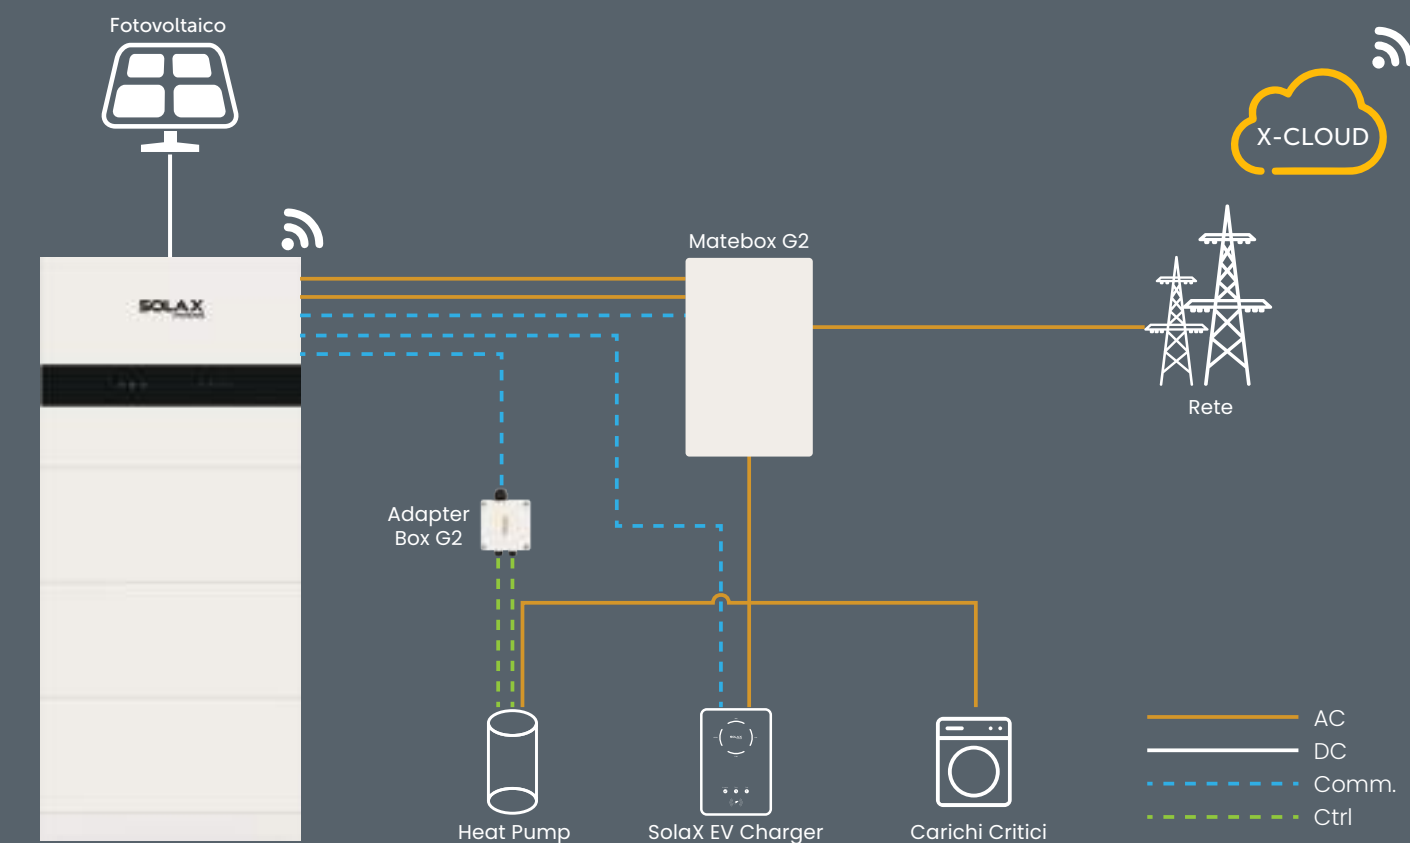 Fotovoltaico
X-CLOUD
SOLAX
Matebox G2
Rete
Adapter
Box G2
AC
DC
Comm.
Ctrl
Heat Pump
SolaX EV Charger
Carichi Critici